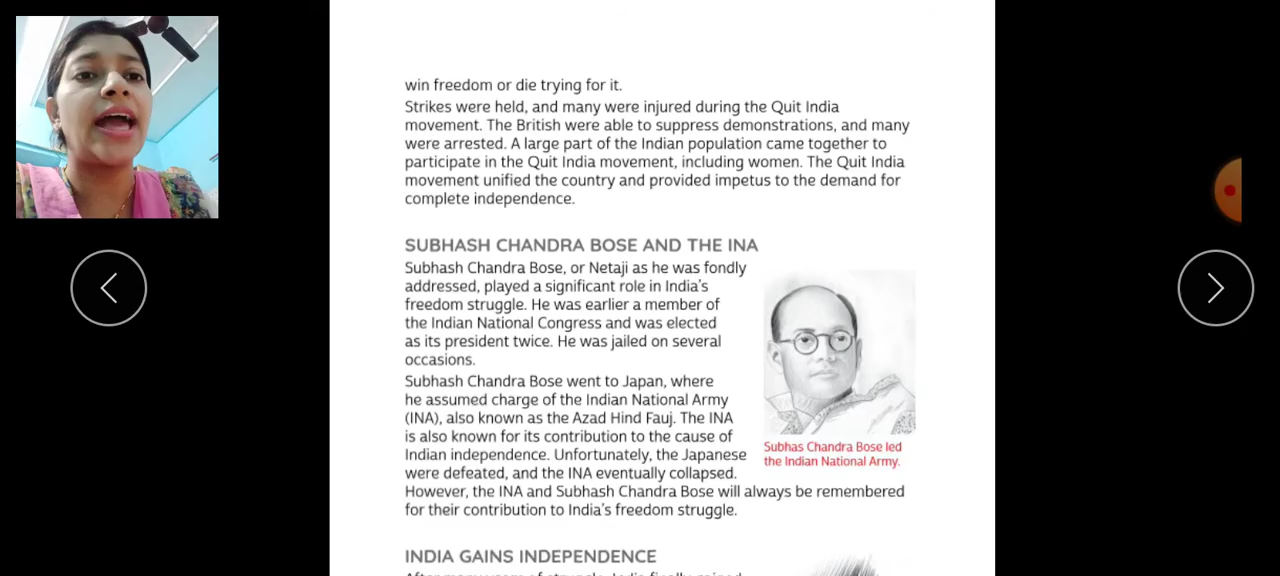 win freedom or die trying for it.
Strikes were held, and many were injured during the Quit India
movement. The British were able to suppress demonstrations, and many
were arrested. A large part of the Indian population came together to
participate in the Quit India movement, including women. The Quit India
movement unified the country and provided impetus to the demand for
complete independence.
SUBHASH CHANDRA BOSE AND THE INA
Subhash Chandra Bose, or Netaji as he was fondly
addressed, played a significant role in India's
freedom struggle. He was earlier a member of
the Indian National Congress and was elected
as its president twice. He was jailed on several
occasions.
Subhash Chandra Bose went to Japan, where
he assumed charge of the Indian National Army
(INA), also known as the Azad Hind Fauj. The INA
is also known for its contribution to the cause of
Indian independence. Unfortunately, the Japanese
were defeated, and the INA eventually collapsed.
However, the INA and Subhash Chandra Bose will always be remembered
for their contribution to India's freedom struggle.
Subhas Chandra Bose led
the Indian National Army.
INDIA GAINS INDEPENDENCE
After many years of struggle, India finally gained